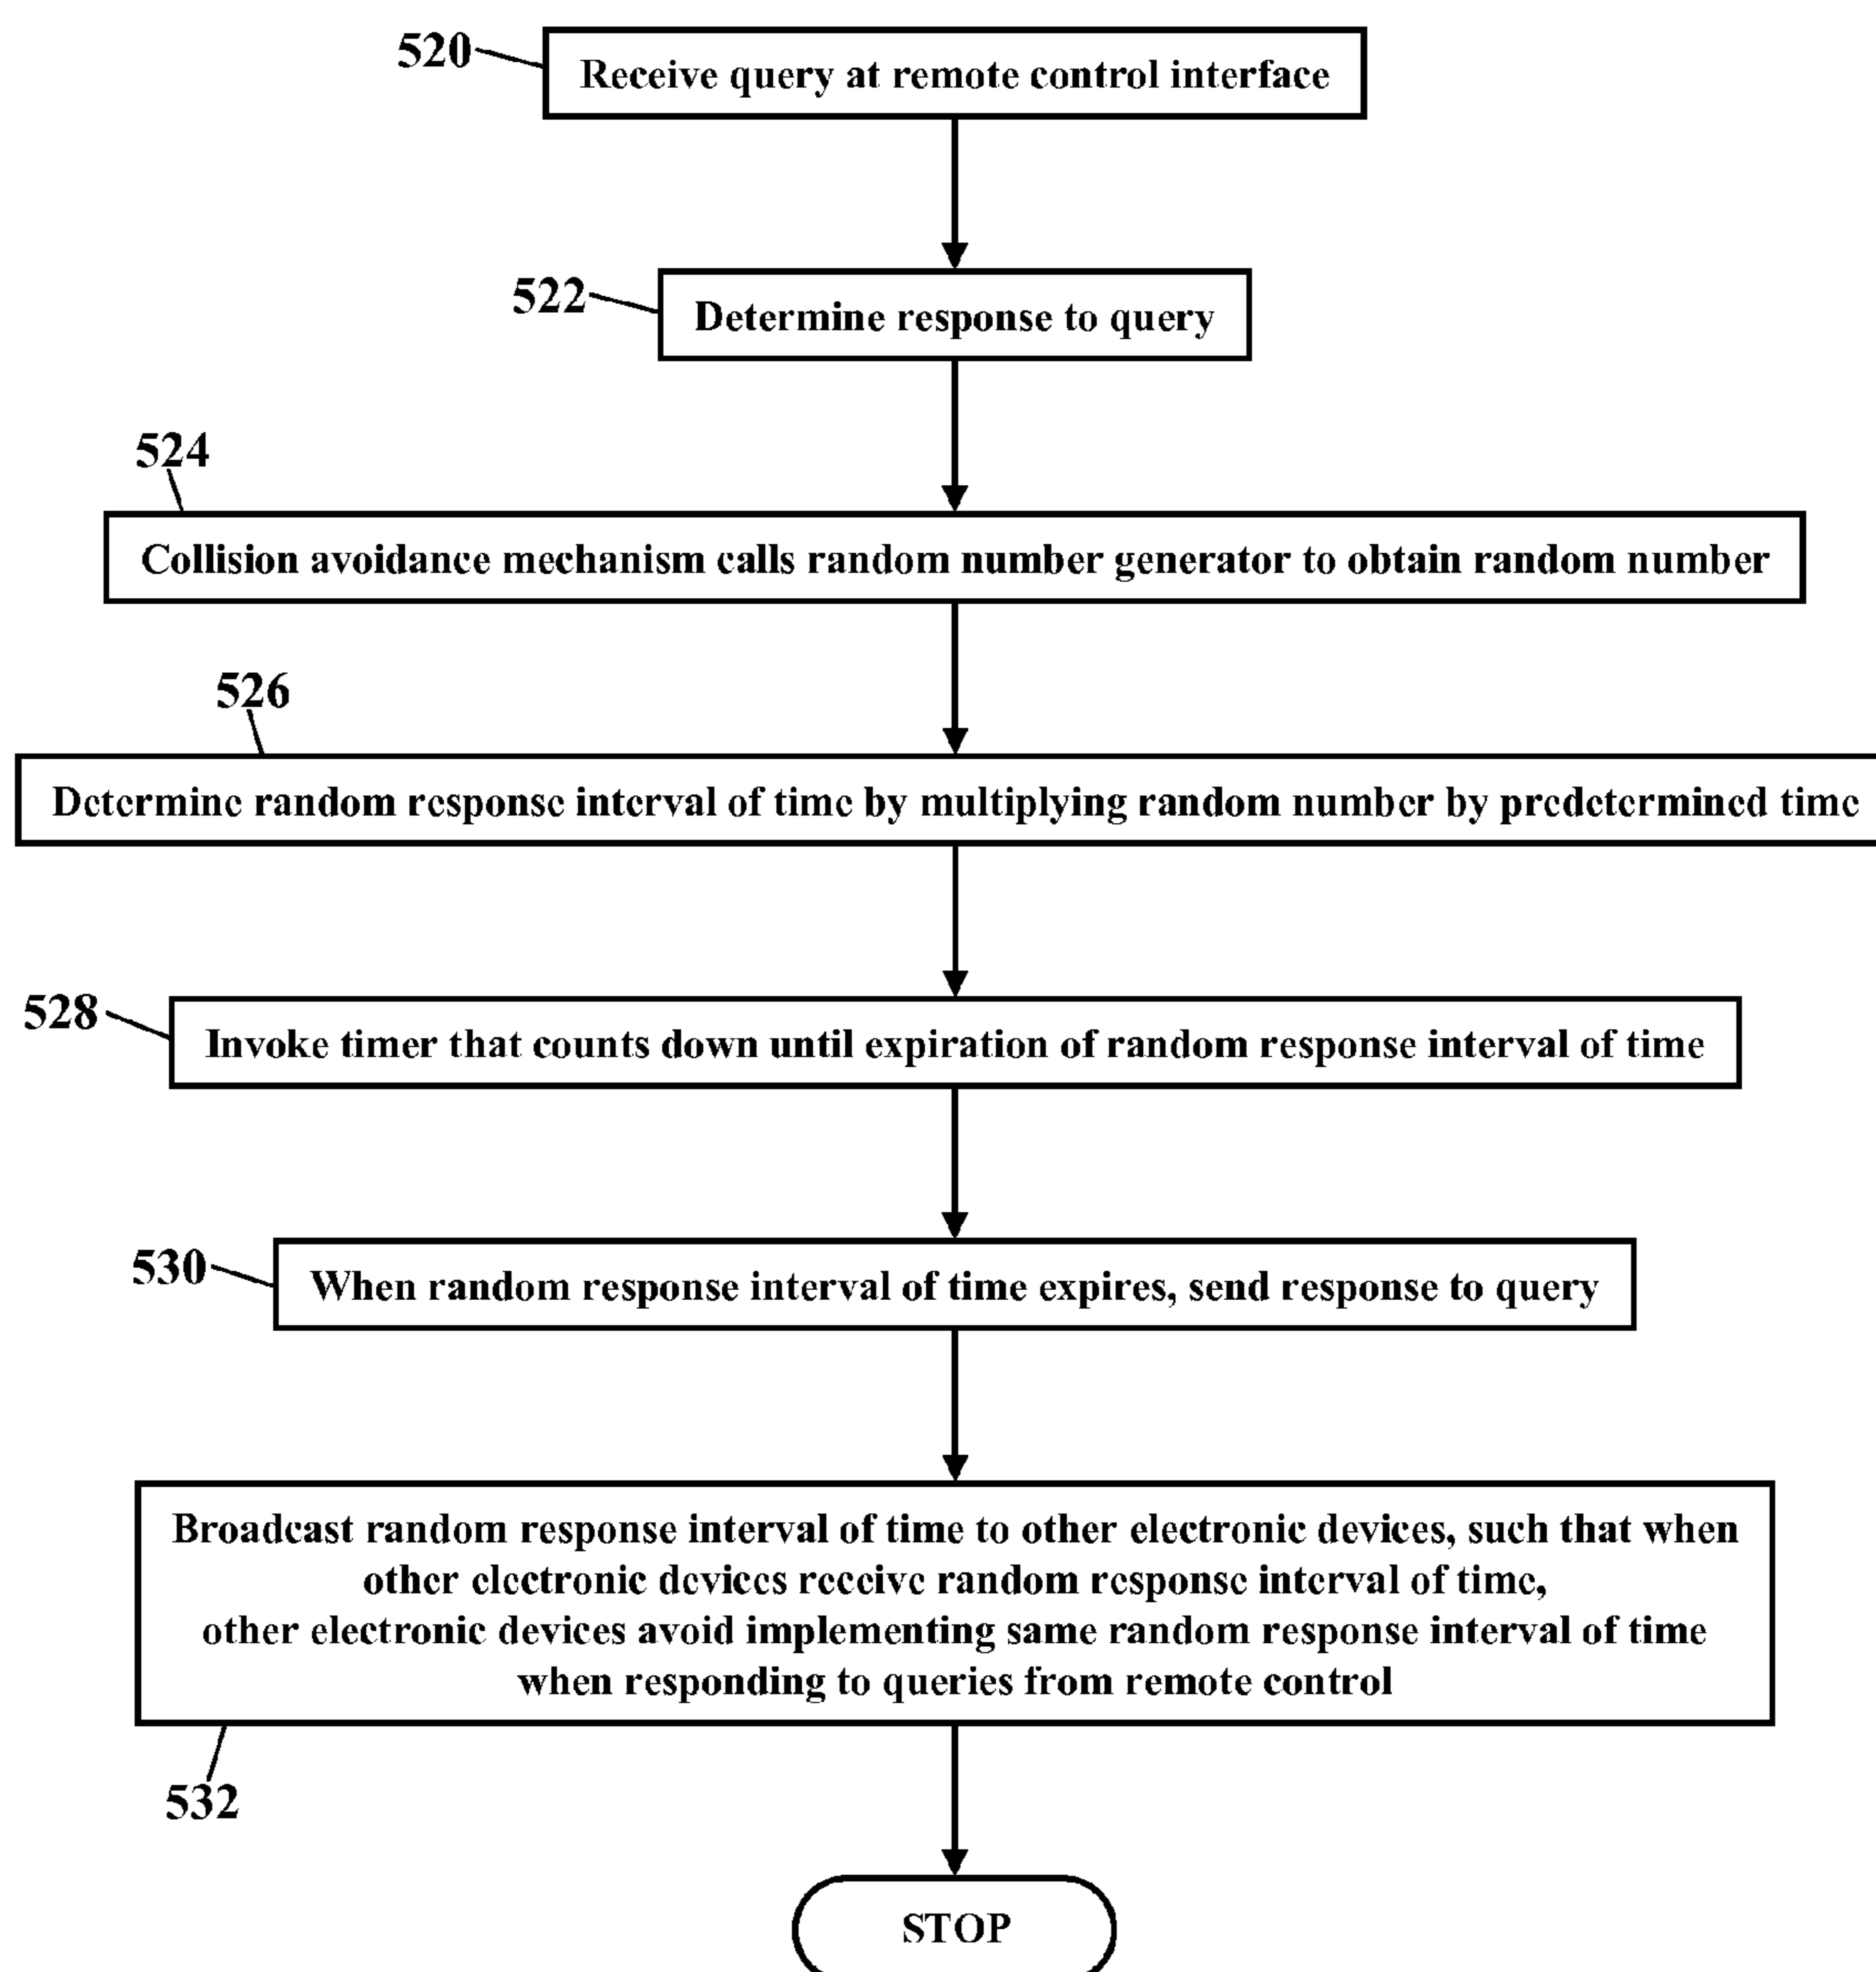 520
Receive query at remote control interface
522
Determine response to query
524
Collision avoidance mechanism calls random number generator to obtain random number
526
Determine random response interval of time by multiplying random number by predetermined time
528
Invoke timer that counts down until expiration of random response interval of time
530
When random response interval of time expires, send response to query
Broadcast random response interval of time to other electronic devices, such that when
other electronic devices receive random response interval of time,
other electronic devices avoid implementing same random response interval of time
when responding to queries from remote control
532
STOP